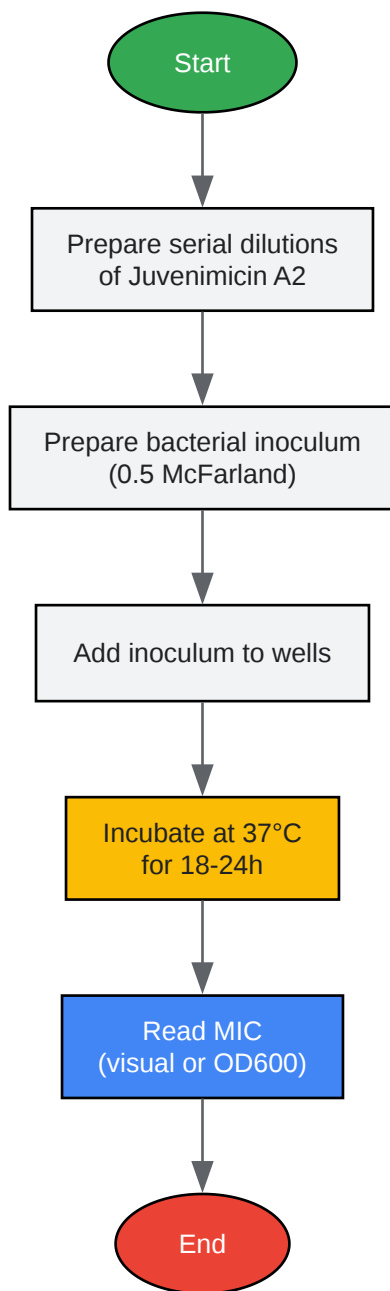 Start
Prepare serial dilutions
of Juvenimicin A2
Prepare bacterial inoculum
(0.5 McFarland)
Add inoculum to wells
Incubate at 37°C
for 18-24h
Read MIC
(visual or OD600)
End